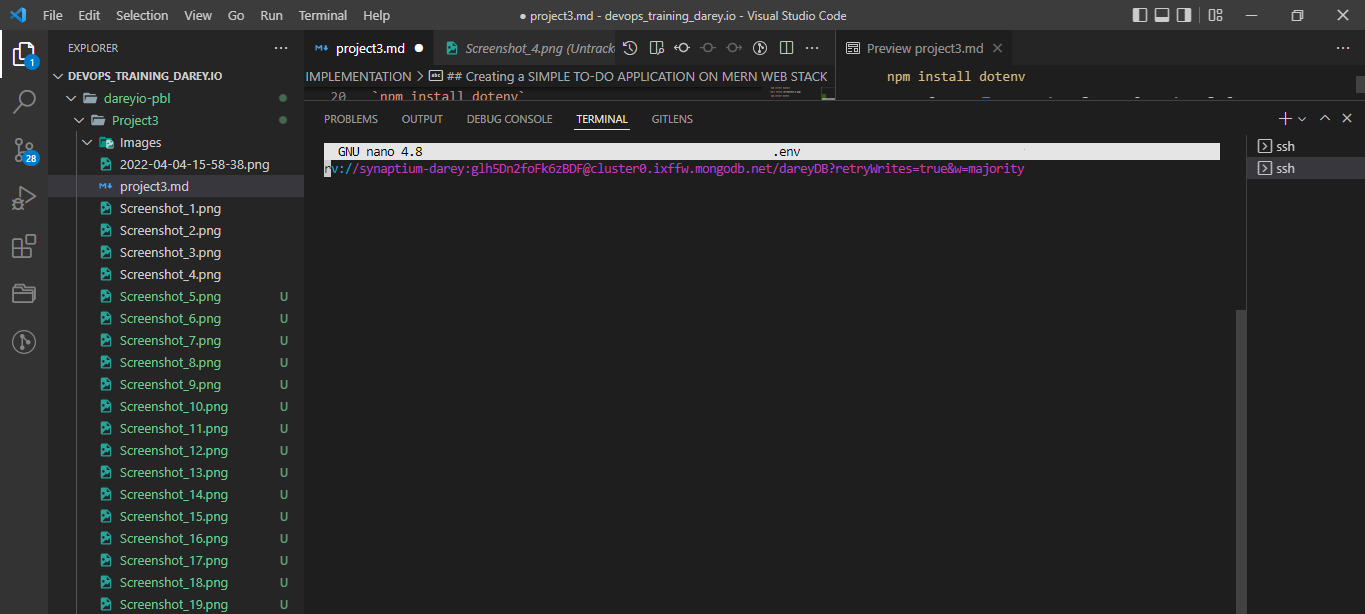 File Edit Selection View Go Run Terminal Help
● project3.md - devops_training_darey.io - Visual Studio Code
EXPLORER
DEVOPS_TRAINING_DAREY.IO
dareyio-pbl
Project3
Images
2022-04-04-15-58-38.png
project3.md
Screenshot_1.png
Screenshot_2.png
Screenshot_3.png
Screenshot_4.png
Screenshot_5.png U
Screenshot_6.png U
Screenshot_7.png U
Screenshot_8.png U
Screenshot_9.png U
Screenshot_10.png U
Screenshot_11.png U
Screenshot_12.png U
Screenshot_13.png U
Screenshot_14.png U
Screenshot_15.png U
Screenshot_16.png U
Screenshot_17.png U
Screenshot_18.png U
Screenshot_19.png U
1
28
project3.md
Screenshot_4.png (Untrack
Preview project3.md
IMPLEMENTATION > ## Creating a SIMPLE TO-DO APPLICATION ON MERN WEB STACK
20 `npm install dotenv`
npm install dotenv
PROBLEMS OUTPUT DEBUG CONSOLE TERMINAL GITLENS
GNU nano 4.8 .env
rv://synaptium-darey:glh5Dn2foFk6zBDF@cluster0.ixffw.mongodb.net/dareyDB?retryWrites=true&w=majority
ssh
ssh